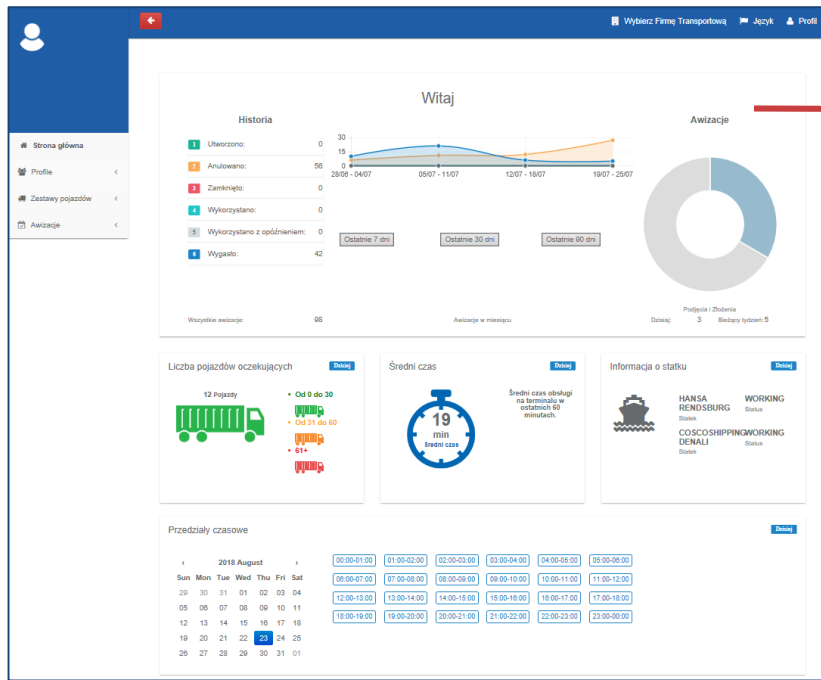 Wybierz Firmę Transportową Język Profil
Strona główna
Profile
Zestawy pojazdów
Awizacje
Witaj
Historia
1 Utworzono: 0
2 Anulowano: 56
3 Zamknięto: 0
4 Wykorzystano: 0
5 Wykorzystano z opóźnieniem: 0
6 Wygasło: 42
30
15
0
28/06 - 04/07 05/07 - 11/07 12/07 - 18/07 19/07 - 25/07
Ostatnie 7 dni Ostatnie 30 dni Ostatnie 90 dni
Awizacje
Podjęcia i Złożenia
Wszystkie awizacje: 98 Awizacje w miesiącu Dzisiaj: 3 Bieżący tydzień: 5
Liczba pojazdów oczekujących Dzisiaj
12 Pojazdy
• Od 0 do 30
• Od 31 do 60
• 61+
Średni czas Dzisiaj
19
min
Średni czas
Średni czas obsługi
na terminalu w
ostatnich 60
minutach.
Informacja o statku Dzisiaj
HANSA WORKING
RENDSBURG Status
Statek
COSCOSHIPPING WORKING
DENALI Status
Statek
Przedziały czasowe Dzisiaj
‹ 2018 August ›
Sun Mon Tue Wed Thu Fri Sat
29 30 31 01 02 03 04
05 06 07 08 09 10 11
12 13 14 15 16 17 18
19 20 21 22 23 24 25
26 27 28 29 30 31 01
00:00-01:00 01:00-02:00 02:00-03:00 03:00-04:00 04:00-05:00 05:00-06:00
06:00-07:00 07:00-08:00 08:00-09:00 09:00-10:00 10:00-11:00 11:00-12:00
12:00-13:00 13:00-14:00 14:00-15:00 15:00-16:00 16:00-17:00 17:00-18:00
18:00-19:00 19:00-20:00 20:00-21:00 21:00-22:00 22:00-23:00 23:00-00:00